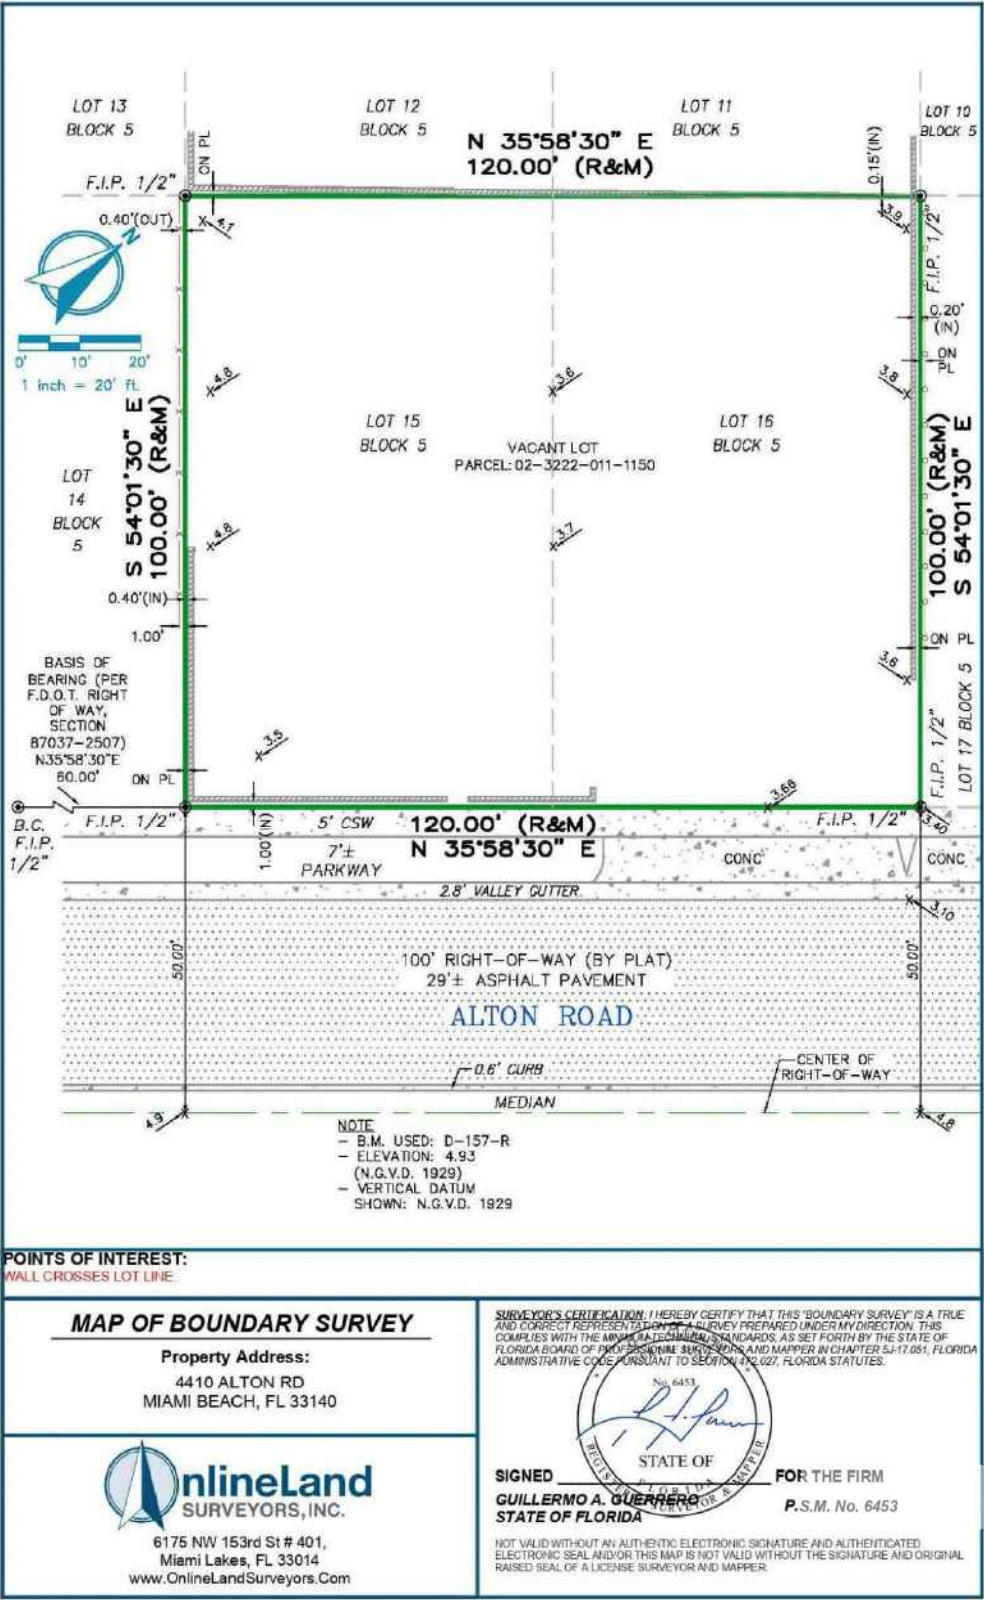 LOT 13
BLOCK 5
LOT 12
BLOCK 5
LOT 11
BLOCK 5
LOT 10
BLOCK 5
N 35°58'30" E
120.00' (R&M)
ON PL
0.15'(IN)
F.I.P. 1/2"
0.40'(OUT)
4.1
3.9
F.I.P. 1/2"
N
0.20'
(IN)
ON
PL
0' 10' 20'
1 inch = 20' ft.
4.8
3.6
3.8
S 54°01'30" E
100.00' (R&M)
LOT 15
BLOCK 5
LOT 16
BLOCK 5
VACANT LOT
PARCEL: 02-3222-011-1150
100.00' (R&M)
S 54°01'30" E
LOT
14
BLOCK
5
4.8
3.7
0.40'(IN)
1.00'
ON PL
3.6
BASIS OF
BEARING (PER
F.D.O.T. RIGHT
OF WAY,
SECTION
87037-2507)
N35°58'30"E
60.00'
3.5
ON PL
F.I.P. 1/2"
LOT 17 BLOCK 5
3.66
B.C.
F.I.P.
1/2"
F.I.P. 1/2"
1.00'(IN)
5' CSW
120.00' (R&M)
N 35°58'30" E
F.I.P. 1/2"
3.40
7'±
PARKWAY
CONC
CONC
2.8' VALLEY GUTTER
3.10
50.00'
50.00'
100' RIGHT-OF-WAY (BY PLAT)
29'± ASPHALT PAVEMENT
ALTON ROAD
0.6' CURB
CENTER OF
RIGHT-OF-WAY
MEDIAN
4.9
4.8
NOTE
- B.M. USED: D-157-R
- ELEVATION: 4.93
(N.G.V.D. 1929)
- VERTICAL DATUM
SHOWN: N.G.V.D. 1929
POINTS OF INTEREST:
WALL CROSSES LOT LINE.
MAP OF BOUNDARY SURVEY
Property Address:
4410 ALTON RD
MIAMI BEACH, FL 33140
nlineLand
SURVEYORS, INC.
6175 NW 153rd St # 401,
Miami Lakes, FL 33014
www.OnlineLandSurveyors.Com
SURVEYOR'S CERTIFICATION: I HEREBY CERTIFY THAT THIS "BOUNDARY SURVEY" IS A TRUE
AND CORRECT REPRESENTATION OF A SURVEY PREPARED UNDER MY DIRECTION. THIS
COMPLIES WITH THE MINIMUM TECHNICAL STANDARDS, AS SET FORTH BY THE STATE OF
FLORIDA BOARD OF PROFESSIONAL SURVEYORS AND MAPPER IN CHAPTER 5J-17.051, FLORIDA
ADMINISTRATIVE CODE PURSUANT TO SECTION 472.027, FLORIDA STATUTES.
No. 6453
STATE OF
FLORIDA
SURVEYOR & MAPPER
SIGNED
FOR THE FIRM
GUILLERMO A. GUERRERO
STATE OF FLORIDA
P.S.M. No. 6453
NOT VALID WITHOUT AN AUTHENTIC ELECTRONIC SIGNATURE AND AUTHENTICATED
ELECTRONIC SEAL AND/OR THIS MAP IS NOT VALID WITHOUT THE SIGNATURE AND ORIGINAL
RAISED SEAL OF A LICENSE SURVEYOR AND MAPPER.